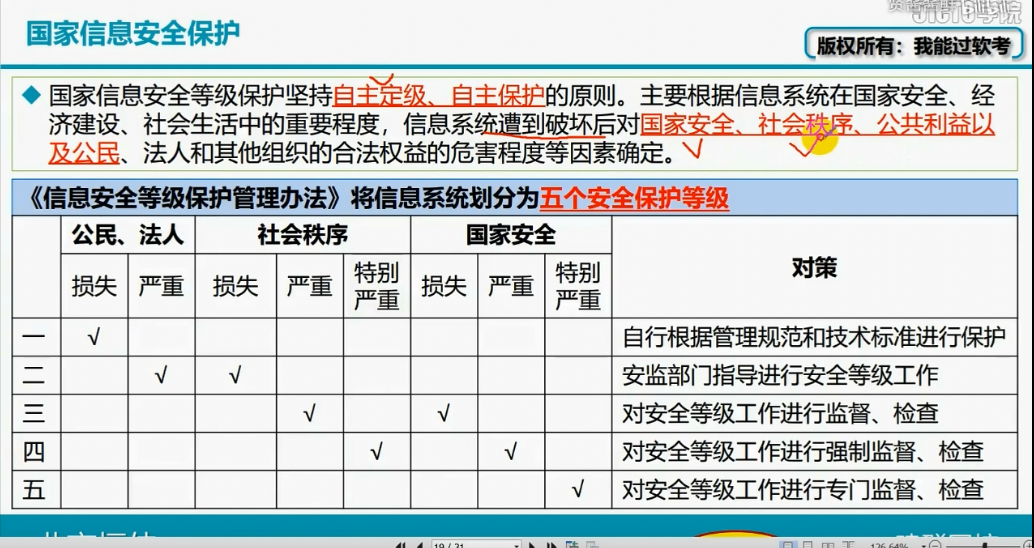 国家信息安全保护
51CTO学院
版权所有：我能过软考
◆ 国家信息安全等级保护坚持自主定级、自主保护的原则。主要根据信息系统在国家安全、经
济建设、社会生活中的重要程度，信息系统遭到破坏后对国家安全、社会秩序、公共利益以
及公民、法人和其他组织的合法权益的危害程度等因素确定。
《信息安全等级保护管理办法》将信息系统划分为五个安全保护等级
公民、法人 社会秩序 国家安全 对策
损失 严重 损失 严重 特别严重 损失 严重 特别严重
一 √ 自行根据管理规范和技术标准进行保护
二 √ √ 安监部门指导进行安全等级工作
三 √ √ 对安全等级工作进行监督、检查
四 √ √ 对安全等级工作进行强制监督、检查
五 √ 对安全等级工作进行专门监督、检查
19 / 31
126.64%